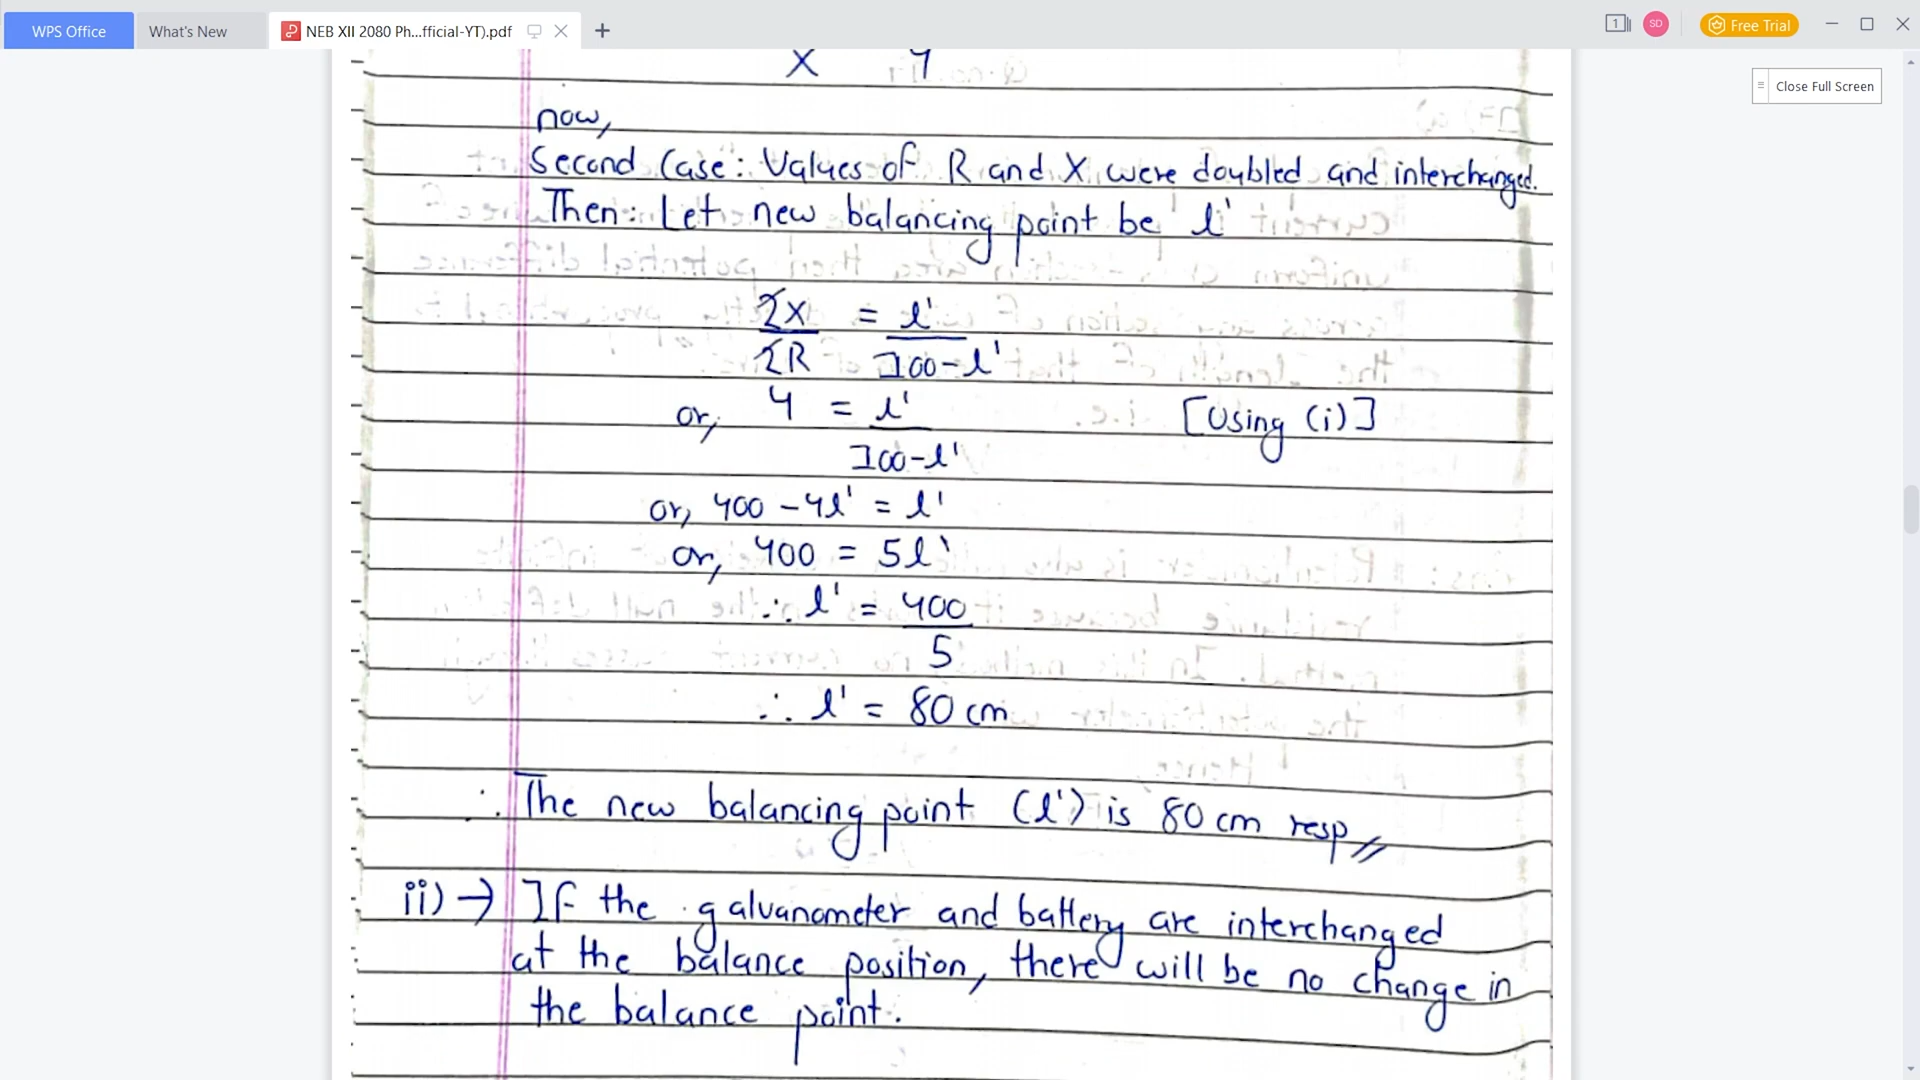 WPS Office
What's New
NEB XII 2080 Ph...fficial-YT).pdf
1
SD
Free Trial
Close Full Screen
X 4
now,
Second Case: Values of R and X were doubled and interchanged.
Then: Let new balancing point be l'
2X = l'
2R 100-l'
or, 4 = l' [Using (i)]
100-l'
or, 400 - 4l' = l'
or, 400 = 5l'
∴ l' = 400
5
∴ l' = 80 cm
∴ The new balancing point (l') is 80 cm resp//
ii) → If the galvanometer and battery are interchanged
at the balance position, there will be no change in
the balance point.